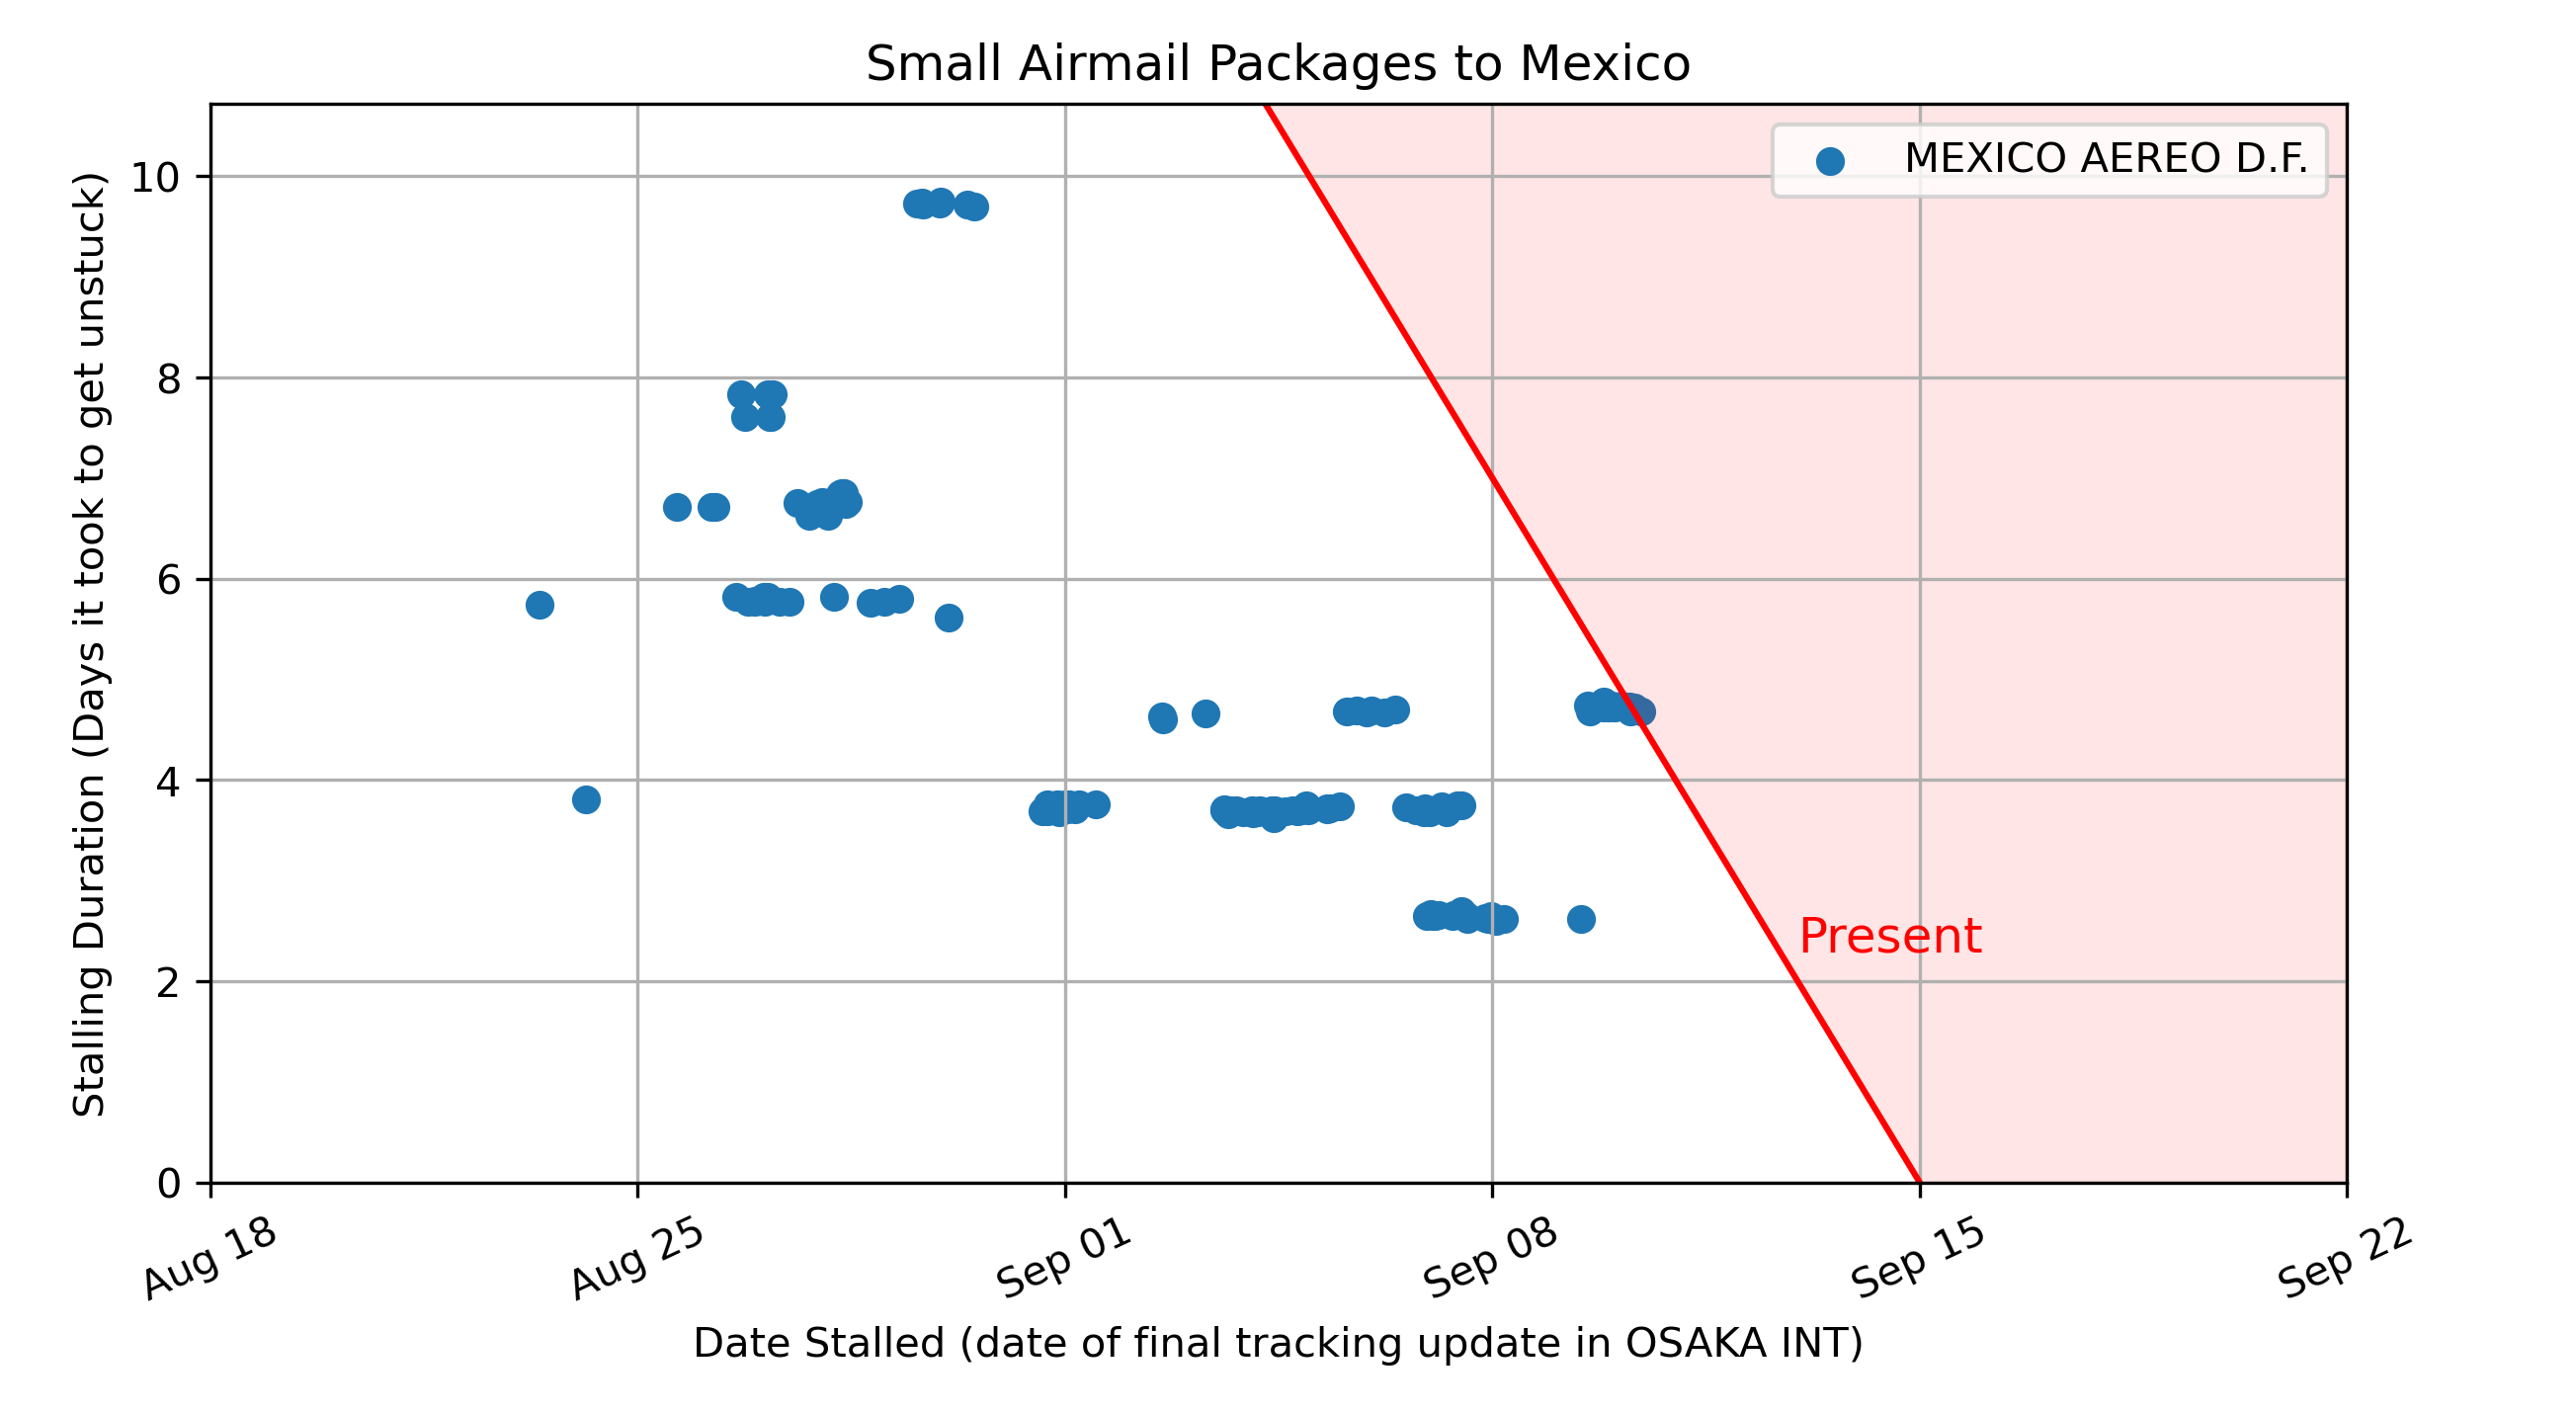 Small Airmail Packages to Mexico
MEXICO AEREO D.F.
Stalling Duration (Days it took to get unstuck)
10
8
6
4
2
0
Present
Aug 18
Aug 25
Sep 01
Sep 08
Sep 15
Sep 22
Date Stalled (date of final tracking update in OSAKA INT)